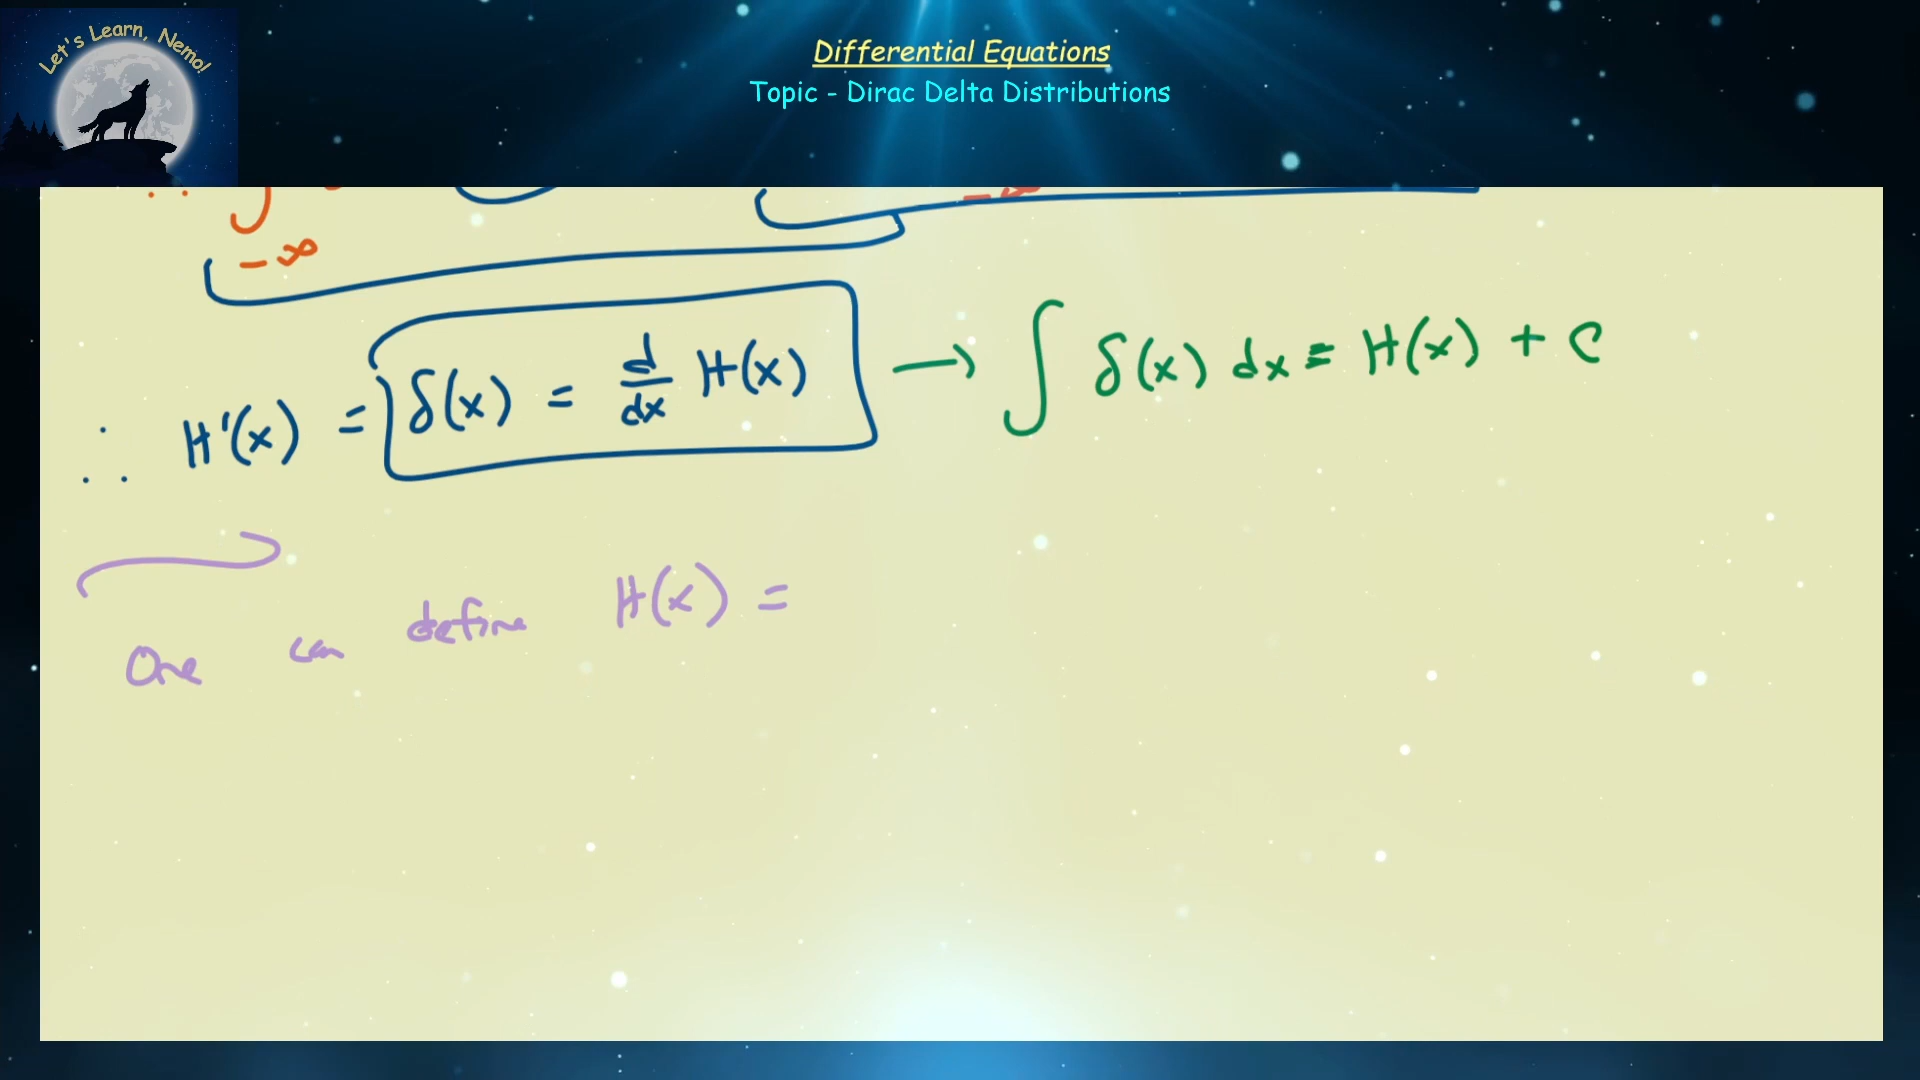 Let's Learn, Nemo!
Differential Equations
Topic - Dirac Delta Distributions
-∞
-∞
∴ H'(x) = δ(x) = d/dx H(x) → ∫ δ(x) dx = H(x) + C
One can define H(x) =